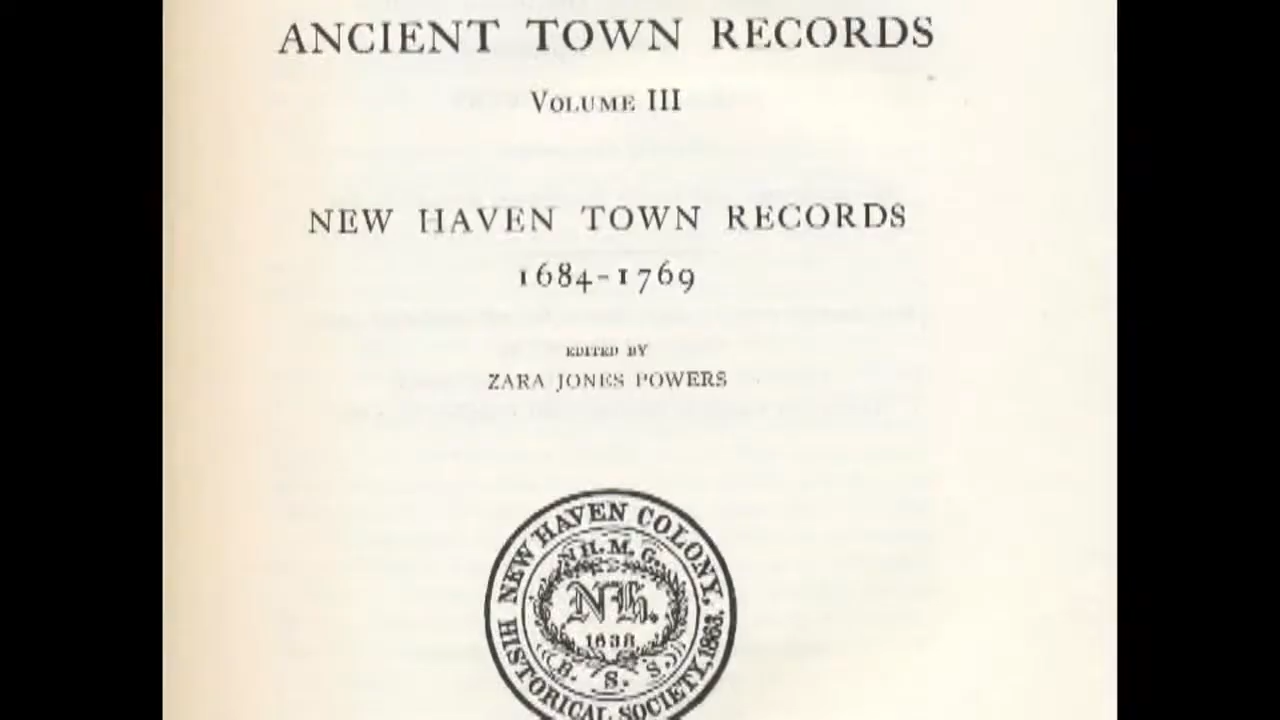 ANCIENT TOWN RECORDS
VOLUME III
NEW HAVEN TOWN RECORDS
1684-1769
EDITED BY
ZARA JONES POWERS
NEW HAVEN COLONY,
HISTORICAL SOCIETY, 1863.
N H. M. C.
Nh.
1638
B. S. S.